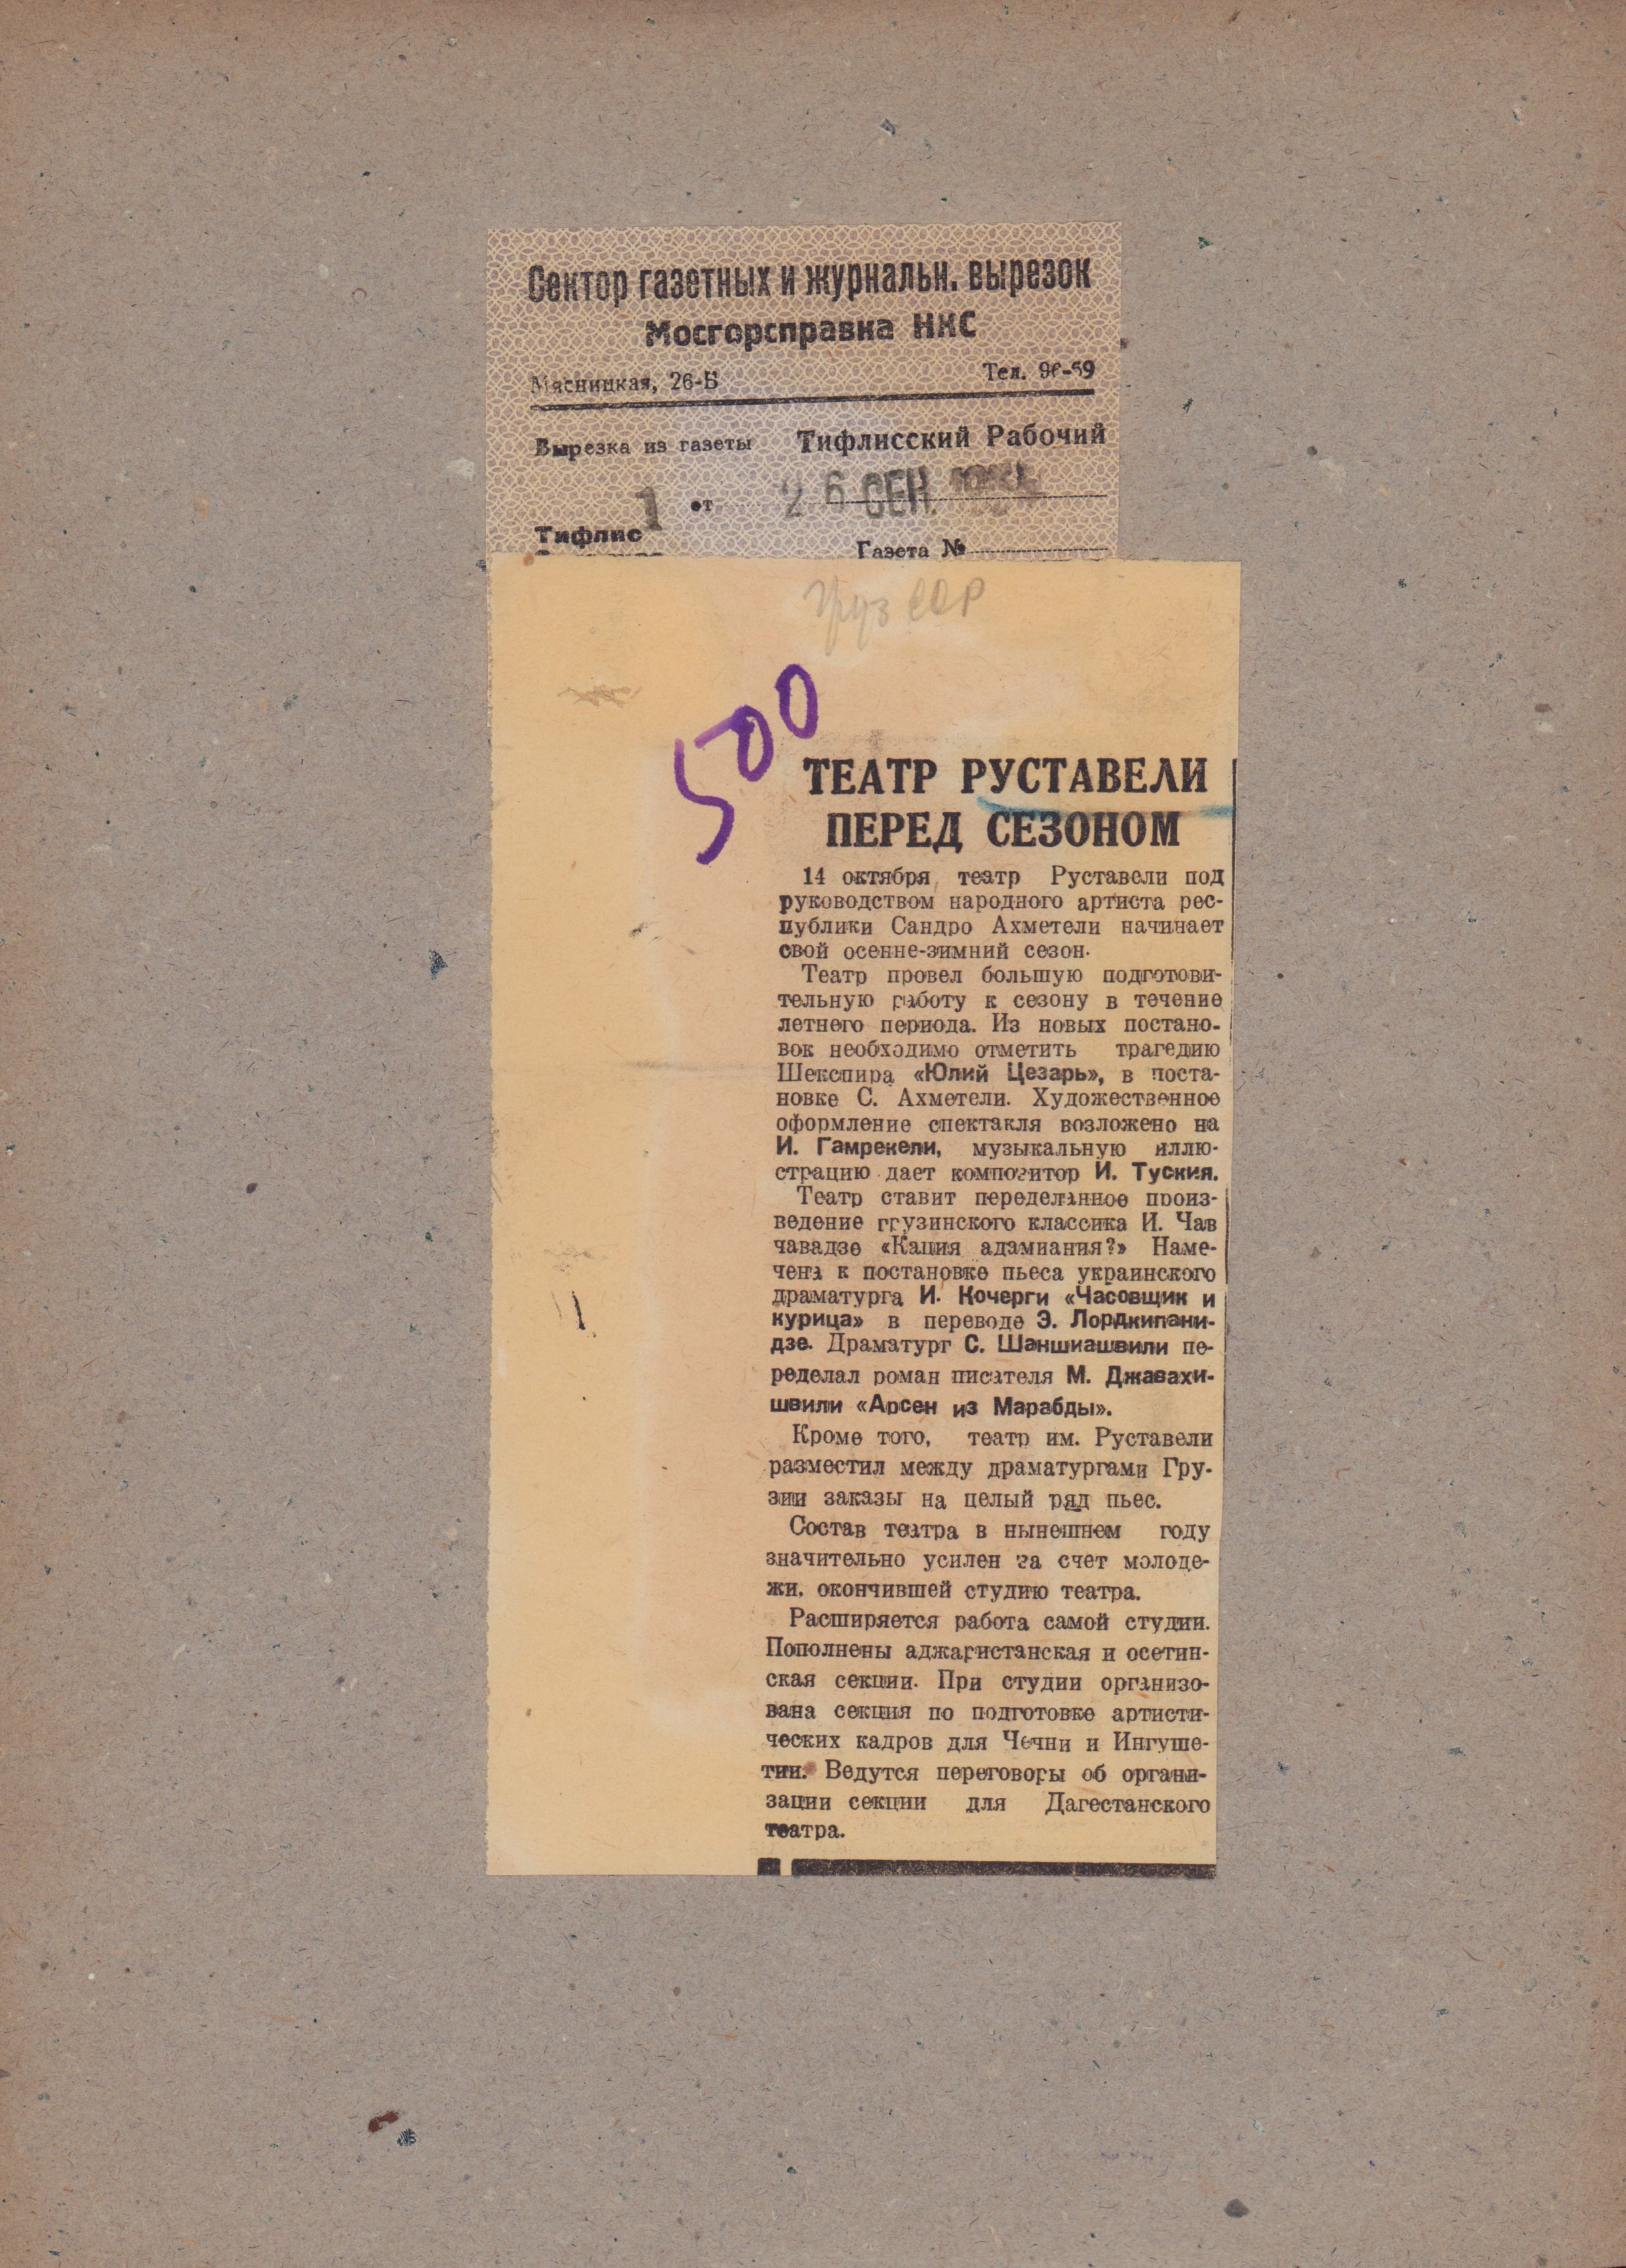 Сектор газетных и журнальн. вырезок
Мосгорсправка НКС
Мясницкая, 26-Б Тел. 96-69
Вырезка из газеты Тифлисский Рабочий
1 от 26 СЕН. 1934
Тифлис
Газета №
Груз ССР
500
ТЕАТР РУСТАВЕЛИ
ПЕРЕД СЕЗОНОМ
14 октября театр Руставели под
руководством народного артиста рес-
публики Сандро Ахметели начинает
свой осенне-зимний сезон.
Театр провел большую подготови-
тельную работу к сезону в течение
летнего периода. Из новых постано-
вок необходимо отметить трагедию
Шекспира «Юлий Цезарь», в поста-
новке С. Ахметели. Художественное
оформление спектакля возложено на
И. Гамрекели, музыкальную иллю-
страцию дает композитор И. Туския.
Театр ставит переделанное произ-
ведение грузинского классика И. Чав
чавадзе «Кация адамиания?» Наме-
чена к постановке пьеса украинского
драматурга И. Кочерги «Часовщик и
курица» в переводе Э. Лордкипани-
дзе. Драматург С. Шаншиашвили пе-
ределал роман писателя М. Джавахи-
швили «Арсен из Марабды».
Кроме того, театр им. Руставели
разместил между драматургами Гру-
зии заказы на целый ряд пьес.
Состав театра в нынешнем году
значительно усилен за счет молоде-
жи, окончившей студию театра.
Расширяется работа самой студии.
Пополнены аджаристанская и осетин-
ская секции. При студии организо-
вана секция по подготовке артисти-
ческих кадров для Чечни и Ингуше-
тии. Ведутся переговоры об органи-
зации секции для Дагестанского
театра.